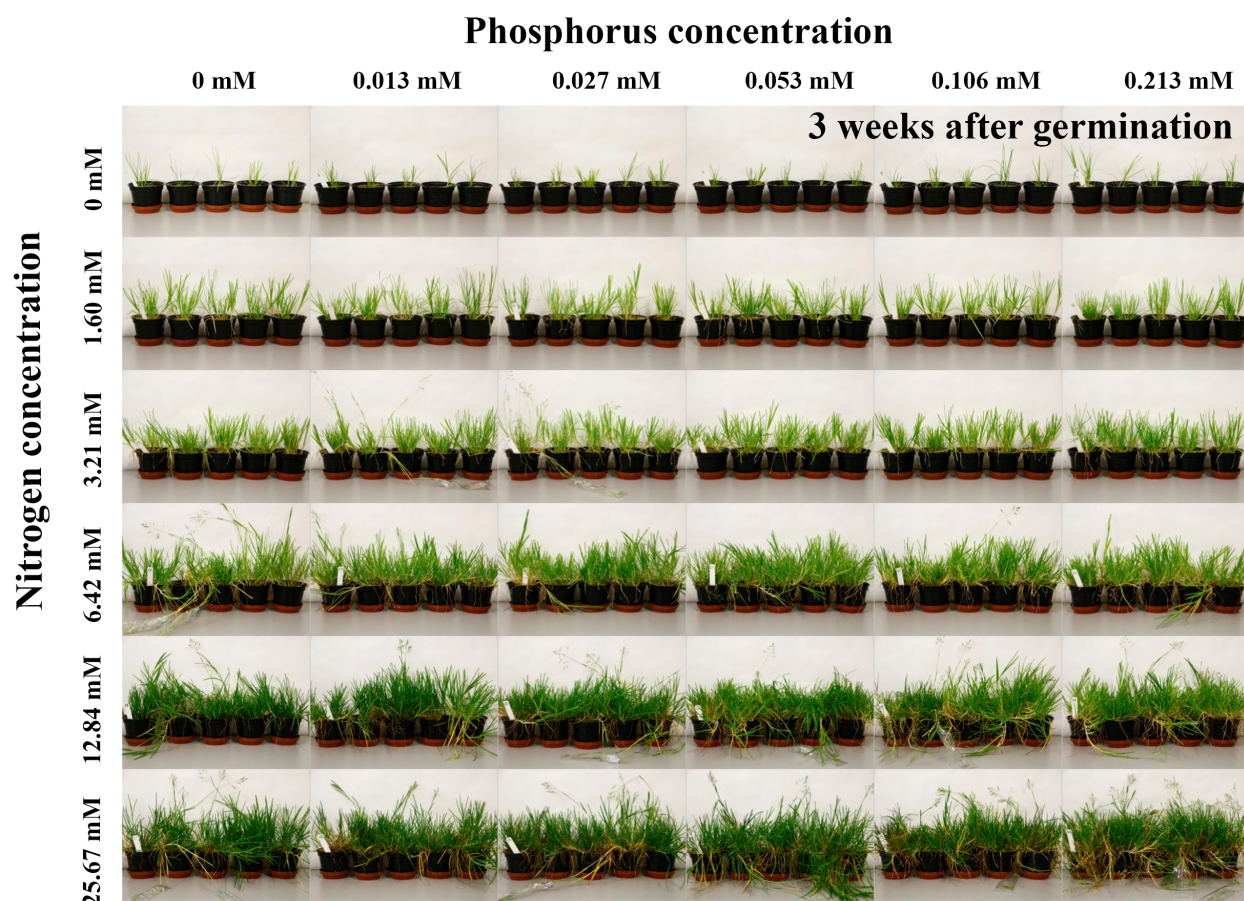 Phosphorus concentration
0 mM 0.013 mM 0.027 mM 0.053 mM 0.106 mM 0.213 mM
3 weeks after germination
Nitrogen concentration
0 mM
1.60 mM
3.21 mM
6.42 mM
12.84 mM
25.67 mM